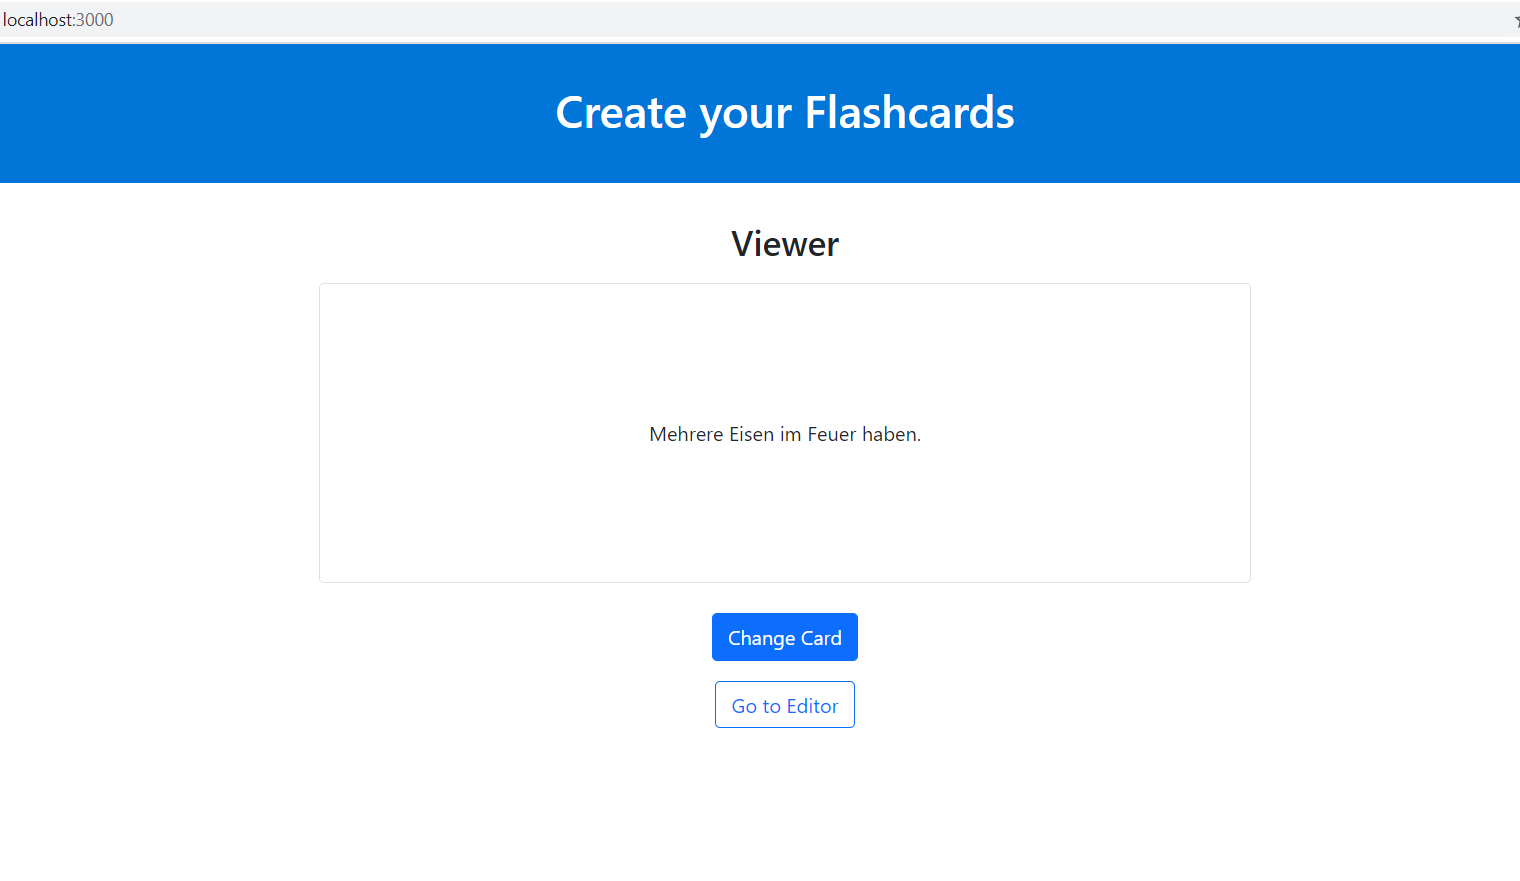 localhost:3000
Create your Flashcards
Viewer
Mehrere Eisen im Feuer haben.
Change Card
Go to Editor